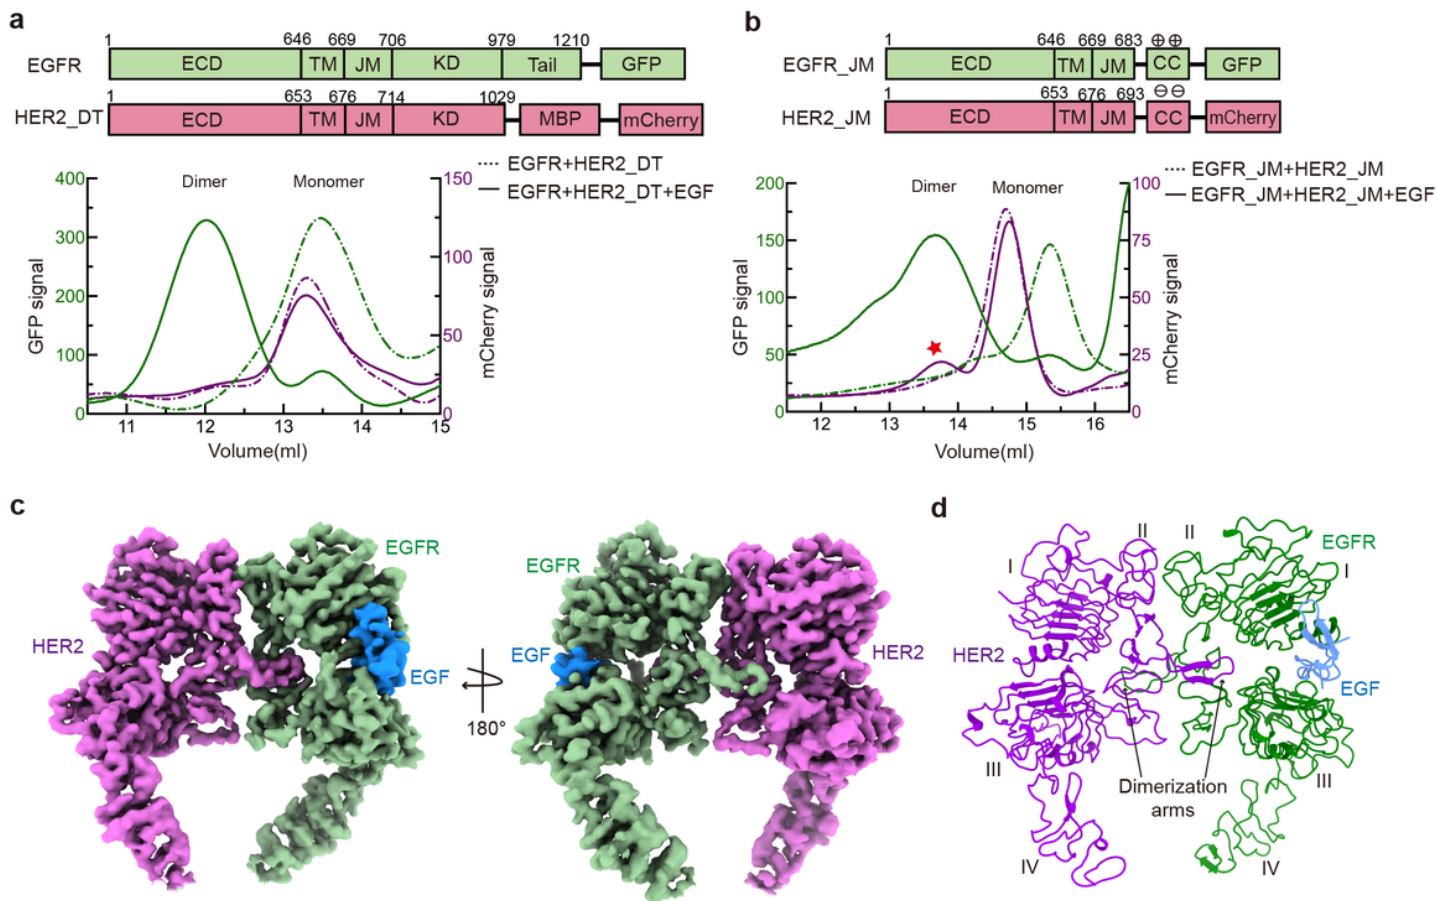 a
1 646 669 706 979 1210
EGFR ECD TM JM KD Tail GFP
1 653 676 714 1029
HER2_DT ECD TM JM KD MBP mCherry
EGFR+HER2_DT
EGFR+HER2_DT+EGF
Dimer Monomer
400 300 200 100 0
GFP signal
150 100 50 0
mCherry signal
11 12 13 14 15
Volume(ml)
b
1 646 669 683 ⊕⊕
EGFR_JM ECD TM JM CC GFP
1 653 676 693 ⊖⊖
HER2_JM ECD TM JM CC mCherry
EGFR_JM+HER2_JM
EGFR_JM+HER2_JM+EGF
Dimer Monomer
200 150 100 50 0
GFP signal
100 75 50 25 0
mCherry signal
12 13 14 15 16
Volume(ml)
c
EGFR
HER2
EGF
180°
EGFR
EGF
HER2
d
II II
EGFR
I I
HER2
EGF
III III
Dimerization
arms
IV IV